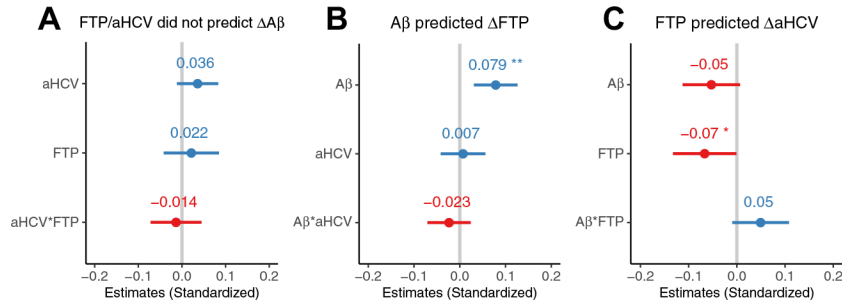 A FTP/aHCV did not predict ΔAβ
aHCV
0.036
FTP
0.022
aHCV*FTP
−0.014
−0.2 −0.1 0.0 0.1 0.2
Estimates (Standardized)
B Aβ predicted ΔFTP
Aβ
0.079 **
aHCV
0.007
Aβ*aHCV
−0.023
−0.2 −0.1 0.0 0.1 0.2
Estimates (Standardized)
C FTP predicted ΔaHCV
Aβ
−0.05
FTP
−0.07 *
Aβ*FTP
0.05
−0.2 −0.1 0.0 0.1 0.2
Estimates (Standardized)